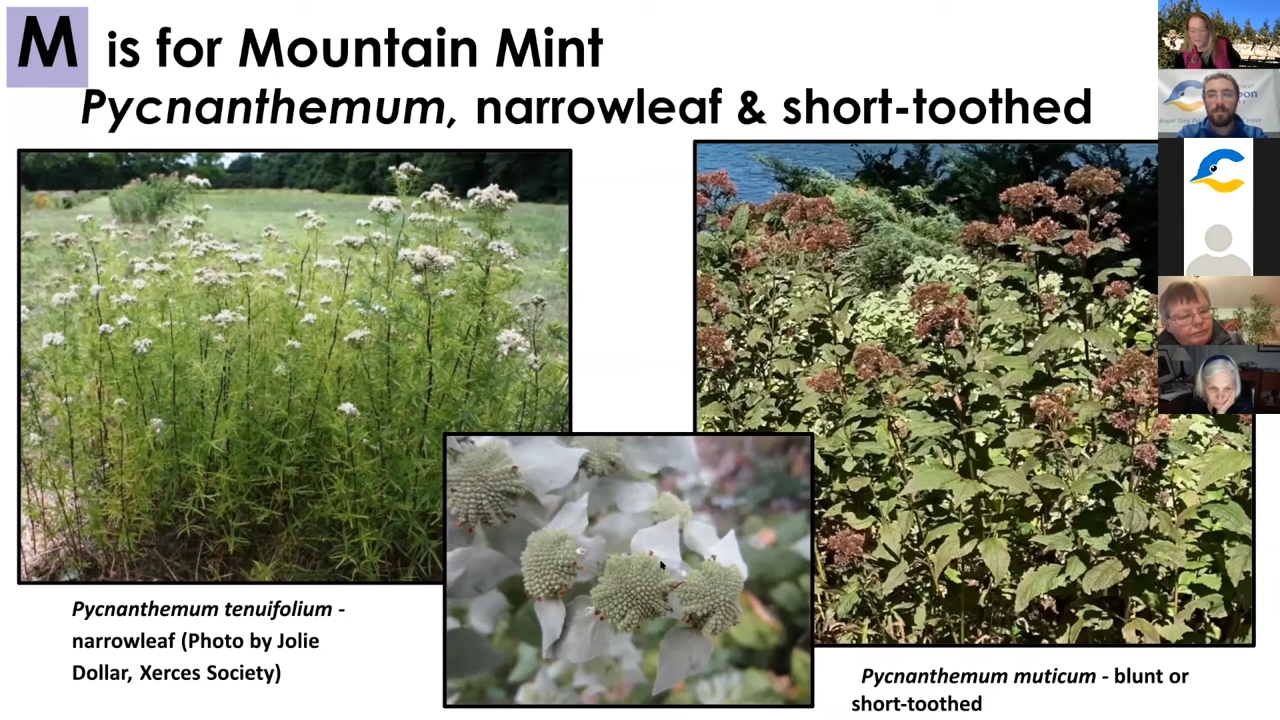 M is for Mountain Mint
Pycnanthemum, narrowleaf & short-toothed
Pycnanthemum tenuifolium -
narrowleaf (Photo by Jolie
Dollar, Xerces Society)
Pycnanthemum muticum - blunt or
short-toothed